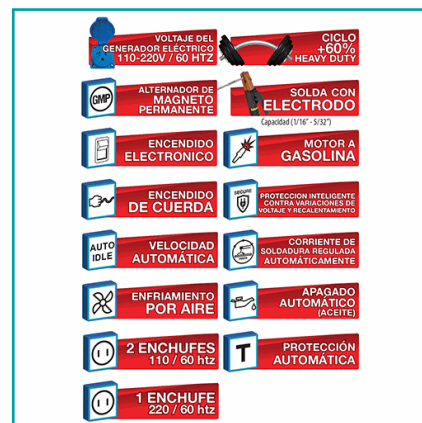 VOLTAJE DEL
GENERADOR ELÉCTRICO
110-220V / 60 HTZ
CICLO
+60%
HEAVY DUTY
GMP
ALTERNADOR DE
MAGNETO
PERMANENTE
SOLDA CON
ELECTRODO
Capacidad (1/16" - 5/32")
ENCENDIDO
ELECTRONICO
MOTOR A
GASOLINA
ENCENDIDO
DE CUERDA
SECURE
PROTECCION INTELIGENTE
CONTRA VARIACIONES DE
VOLTAJE Y RECALENTAMIENTO
AUTO
IDLE
VELOCIDAD
AUTOMÁTICA
CORRIENTE DE
SOLDADURA REGULADA
AUTOMÁTICAMENTE
ENFRIAMIENTO
POR AIRE
APAGADO
AUTOMÁTICO
(ACEITE)
2 ENCHUFES
110 / 60 htz
T
PROTECCIÓN
AUTOMÁTICA
1 ENCHUFE
220 / 60 htz